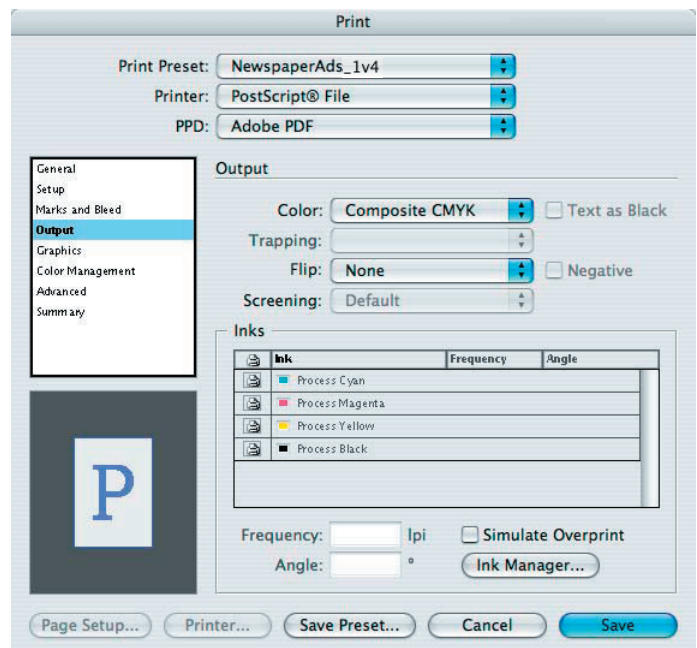 Print
Print Preset: NewspaperAds_1v4
Printer: PostScript® File
PPD: Adobe PDF
General
Setup
Marks and Bleed
Output
Graphics
Color Management
Advanced
Summary
Output
Color: Composite CMYK Text as Black
Trapping:
Flip: None Negative
Screening: Default
Inks
Ink Frequency Angle
Process Cyan
Process Magenta
Process Yellow
Process Black
Frequency: lpi Simulate Overprint
Angle: ° Ink Manager...
P
Page Setup... Printer... Save Preset... Cancel Save